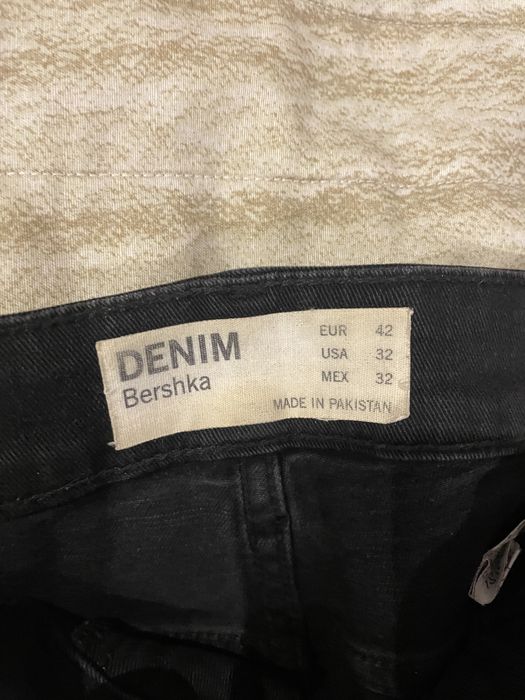 DENIM
Bershka
EUR 42
USA 32
MEX 32
MADE IN PAKISTAN